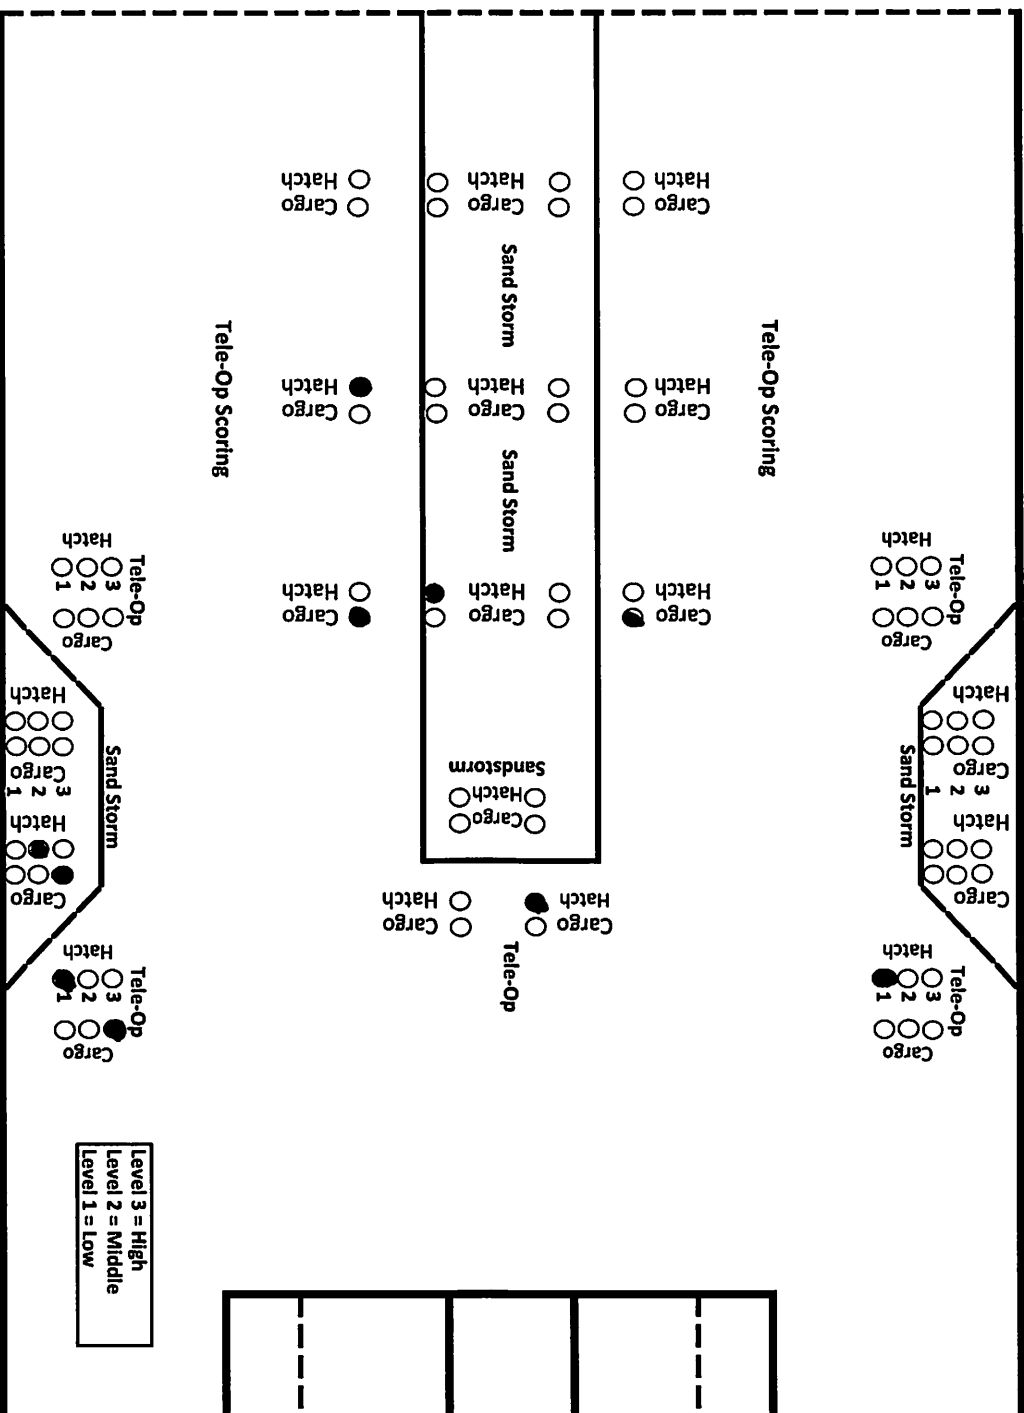 Hatch
Hatch
Hatch
Cargo
Cargo
Cargo
Sand Storm
Tele-Op Scoring
Tele-Op Scoring
Hatch
Hatch
Hatch
Cargo
Cargo
Cargo
Sand Storm
Hatch
Hatch
1 2 3
Tele-Op
1 2 3
Tele-Op
Cargo
Cargo
Hatch
Hatch
Hatch
Cargo
Cargo
Cargo
Hatch
Hatch
Cargo
Cargo
1 2 3
Sand Storm
Sand Storm
1 2 3
Hatch
Hatch
Cargo
Cargo
Sandstorm
Hatch
Cargo
Hatch
Hatch
Cargo
Cargo
Tele-Op
Hatch
Hatch
1 2 3
Tele-Op
1 2 3
Tele-Op
Cargo
Cargo
Level 3 = High
Level 2 = Middle
Level 1 = Low